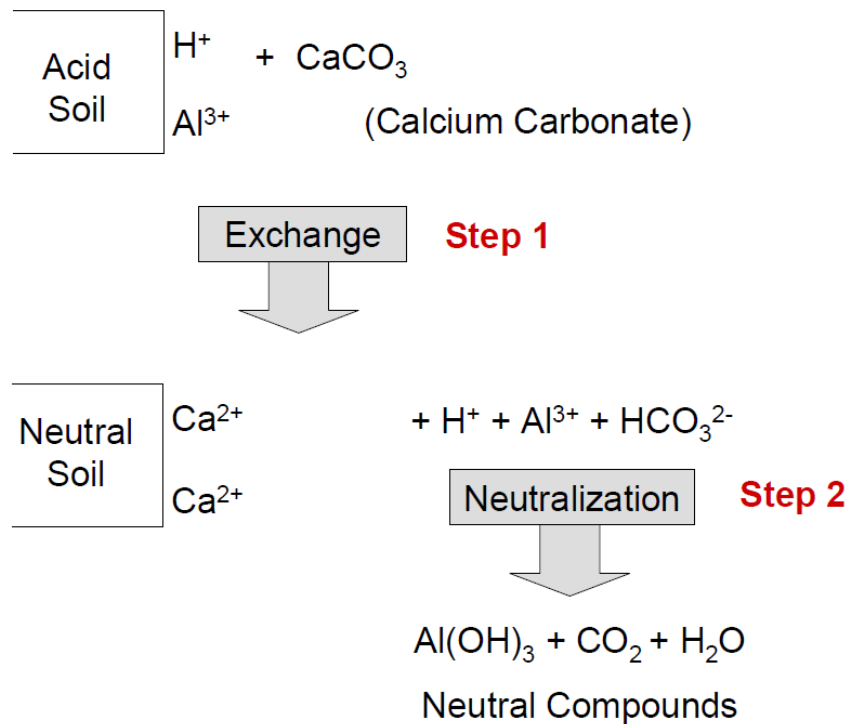 Acid
Soil
H⁺
Al³⁺
+ CaCO₃
(Calcium Carbonate)
Exchange
Step 1
Neutral
Soil
Ca²⁺
Ca²⁺
+ H⁺ + Al³⁺ + HCO₃²⁻
Neutralization
Step 2
Al(OH)₃ + CO₂ + H₂O
Neutral Compounds